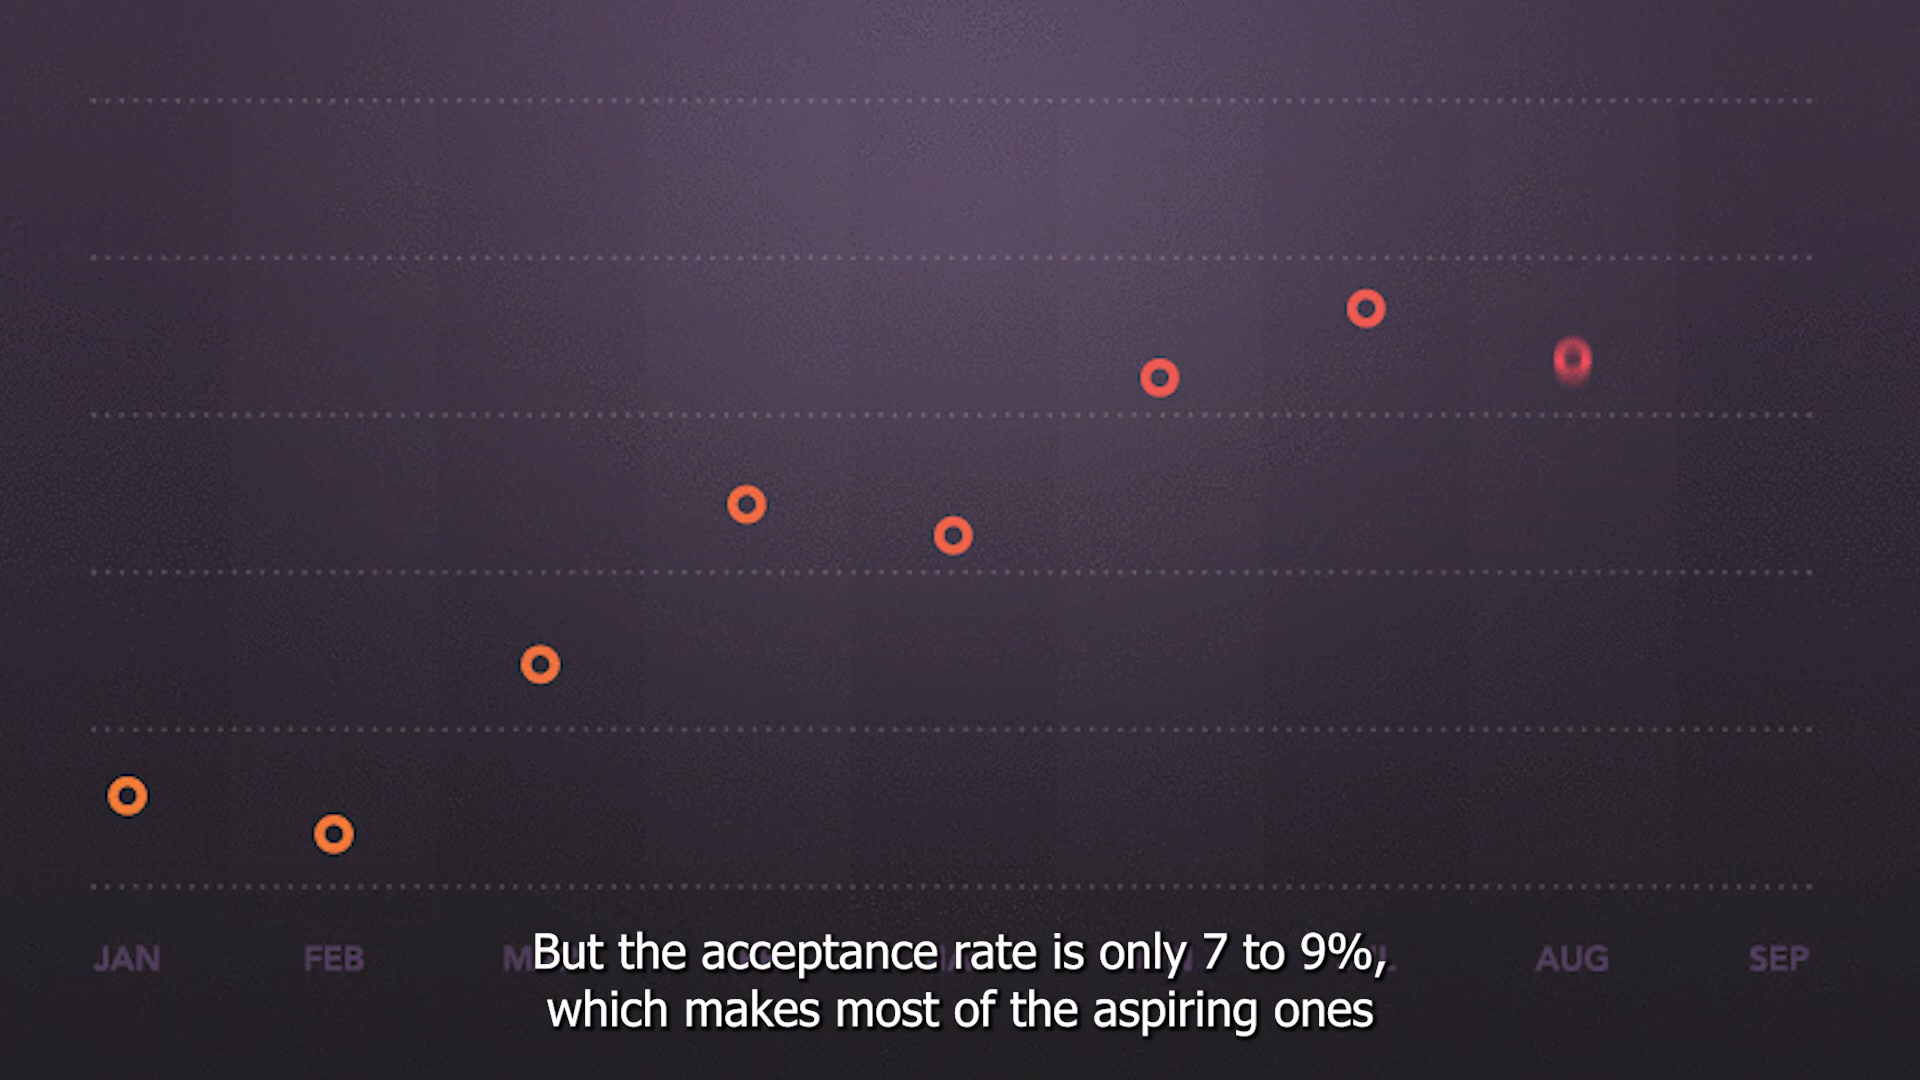 JAN FEB AUG SEP
But the acceptance rate is only 7 to 9%,
which makes most of the aspiring ones